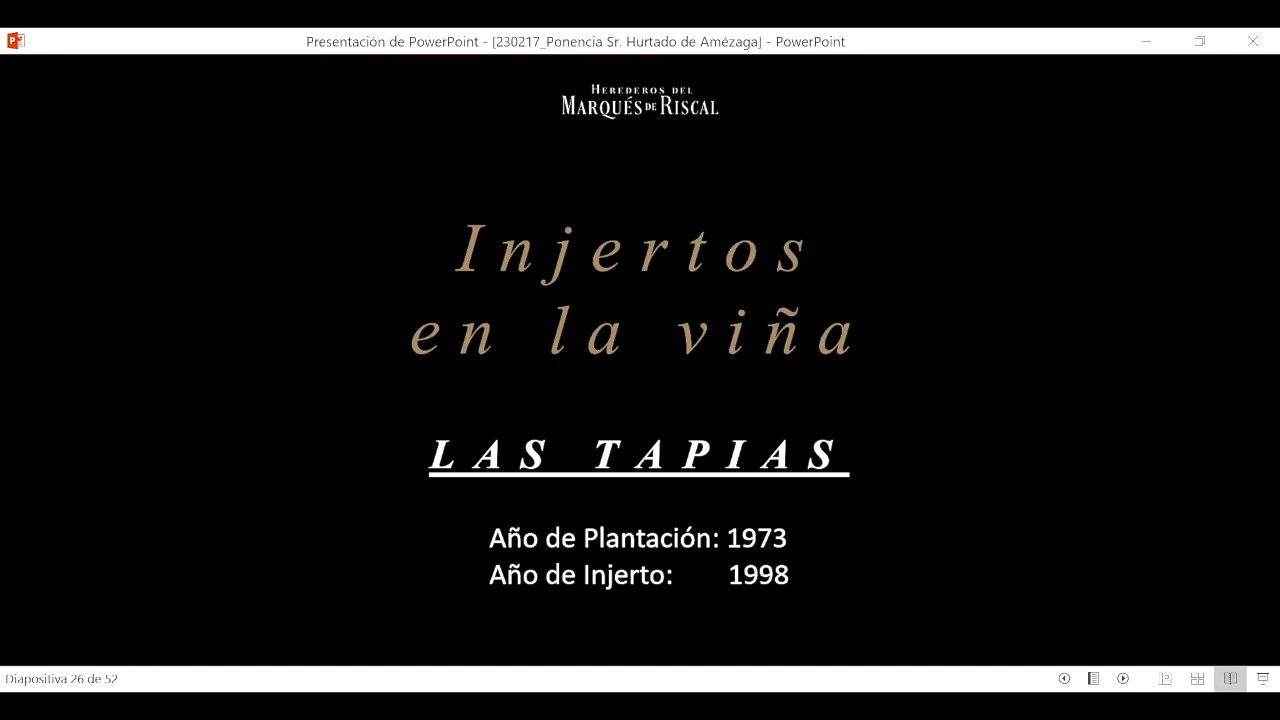 Presentación de PowerPoint - [230217_Ponencia Sr. Hurtado de Amézaga] - PowerPoint
HEREDEROS DEL
MARQUÉS DE RISCAL
Injertos
en la viña
LAS TAPIAS
Año de Plantación: 1973
Año de Injerto: 1998
Diapositiva 26 de 52